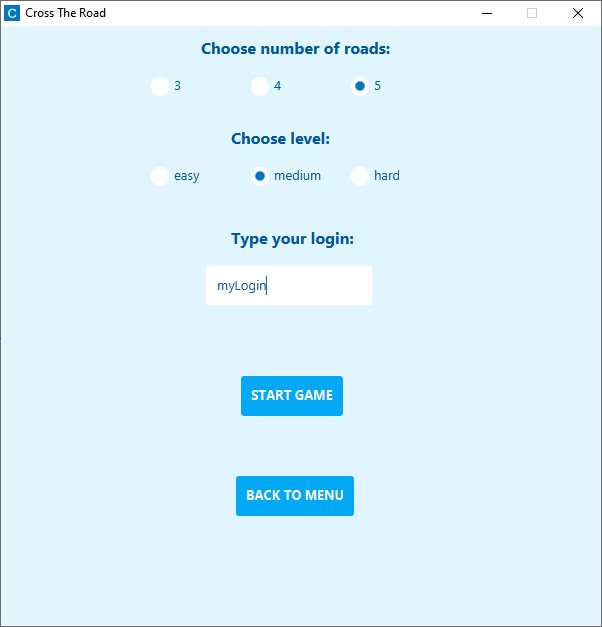 C Cross The Road
Choose number of roads:
3 4 5
Choose level:
easy medium hard
Type your login:
myLogin
START GAME
BACK TO MENU